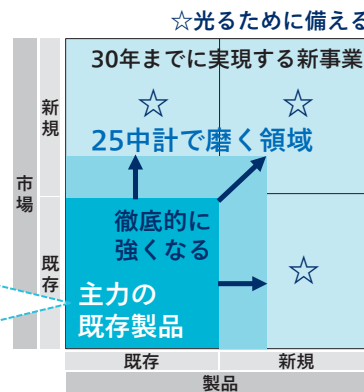 ☆光るために備える
30年までに実現する新事業
☆ ☆
25中計で磨く領域
徹底的に
強くなる
☆
主力の
既存製品
市場
新規
既存
既存 新規
製品